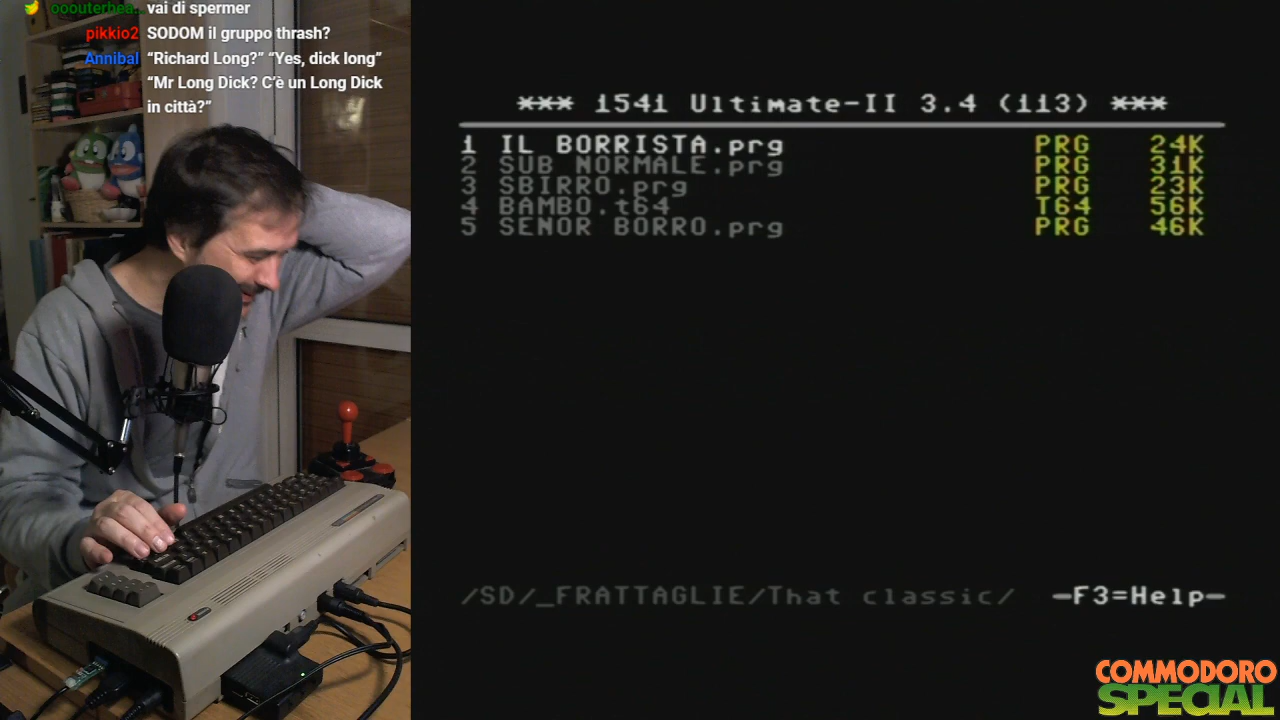 ooouterhea.. vai di spermer
pikkio2 SODOM il gruppo thrash?
Annibal “Richard Long?” “Yes, dick long”
“Mr Long Dick? C’è un Long Dick
in città?”
*** 1541 Ultimate-II 3.4 (113) ***
1 IL BORRISTA.prg PRG 24K
2 SUB NORMALE.prg PRG 31K
3 SBIRRO.prg PRG 23K
4 BAMBO.t64 T64 56K
5 SENOR BORRO.prg PRG 46K
/SD/_FRATTAGLIE/That classic/ —F3=Help—
COMMODORO
SPECIAL